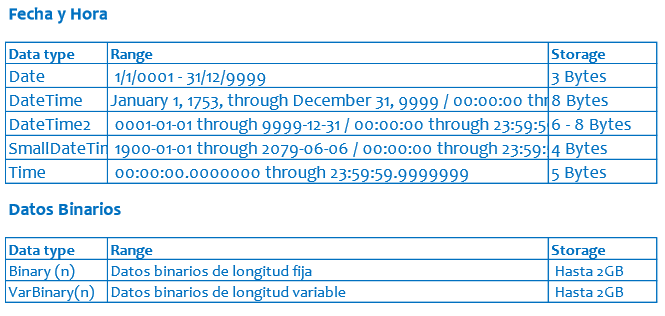 Fecha y Hora
Data type Range Storage
Date 1/1/0001 - 31/12/9999 3 Bytes
DateTime January 1, 1753, through December 31, 9999 / 00:00:00 thr 8 Bytes
DateTime2 0001-01-01 through 9999-12-31 / 00:00:00 through 23:59:5 6 - 8 Bytes
SmallDateTin 1900-01-01 through 2079-06-06 / 00:00:00 through 23:59: 4 Bytes
Time 00:00:00.0000000 through 23:59:59.9999999 5 Bytes
Datos Binarios
Data type Range Storage
Binary (n) Datos binarios de longitud fija Hasta 2GB
VarBinary(n) Datos binarios de longitud variable Hasta 2GB